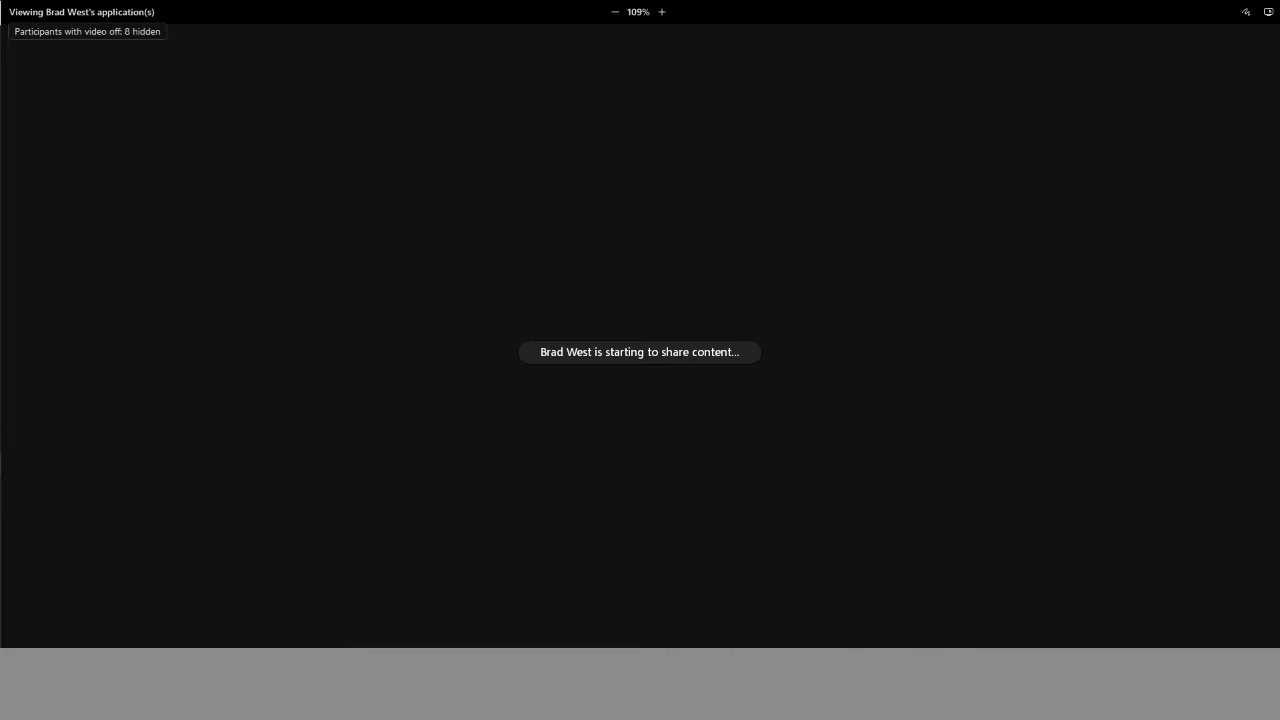 Viewing Brad West's application(s)
− 109% +
Participants with video off: 8 hidden
Brad West is starting to share content...